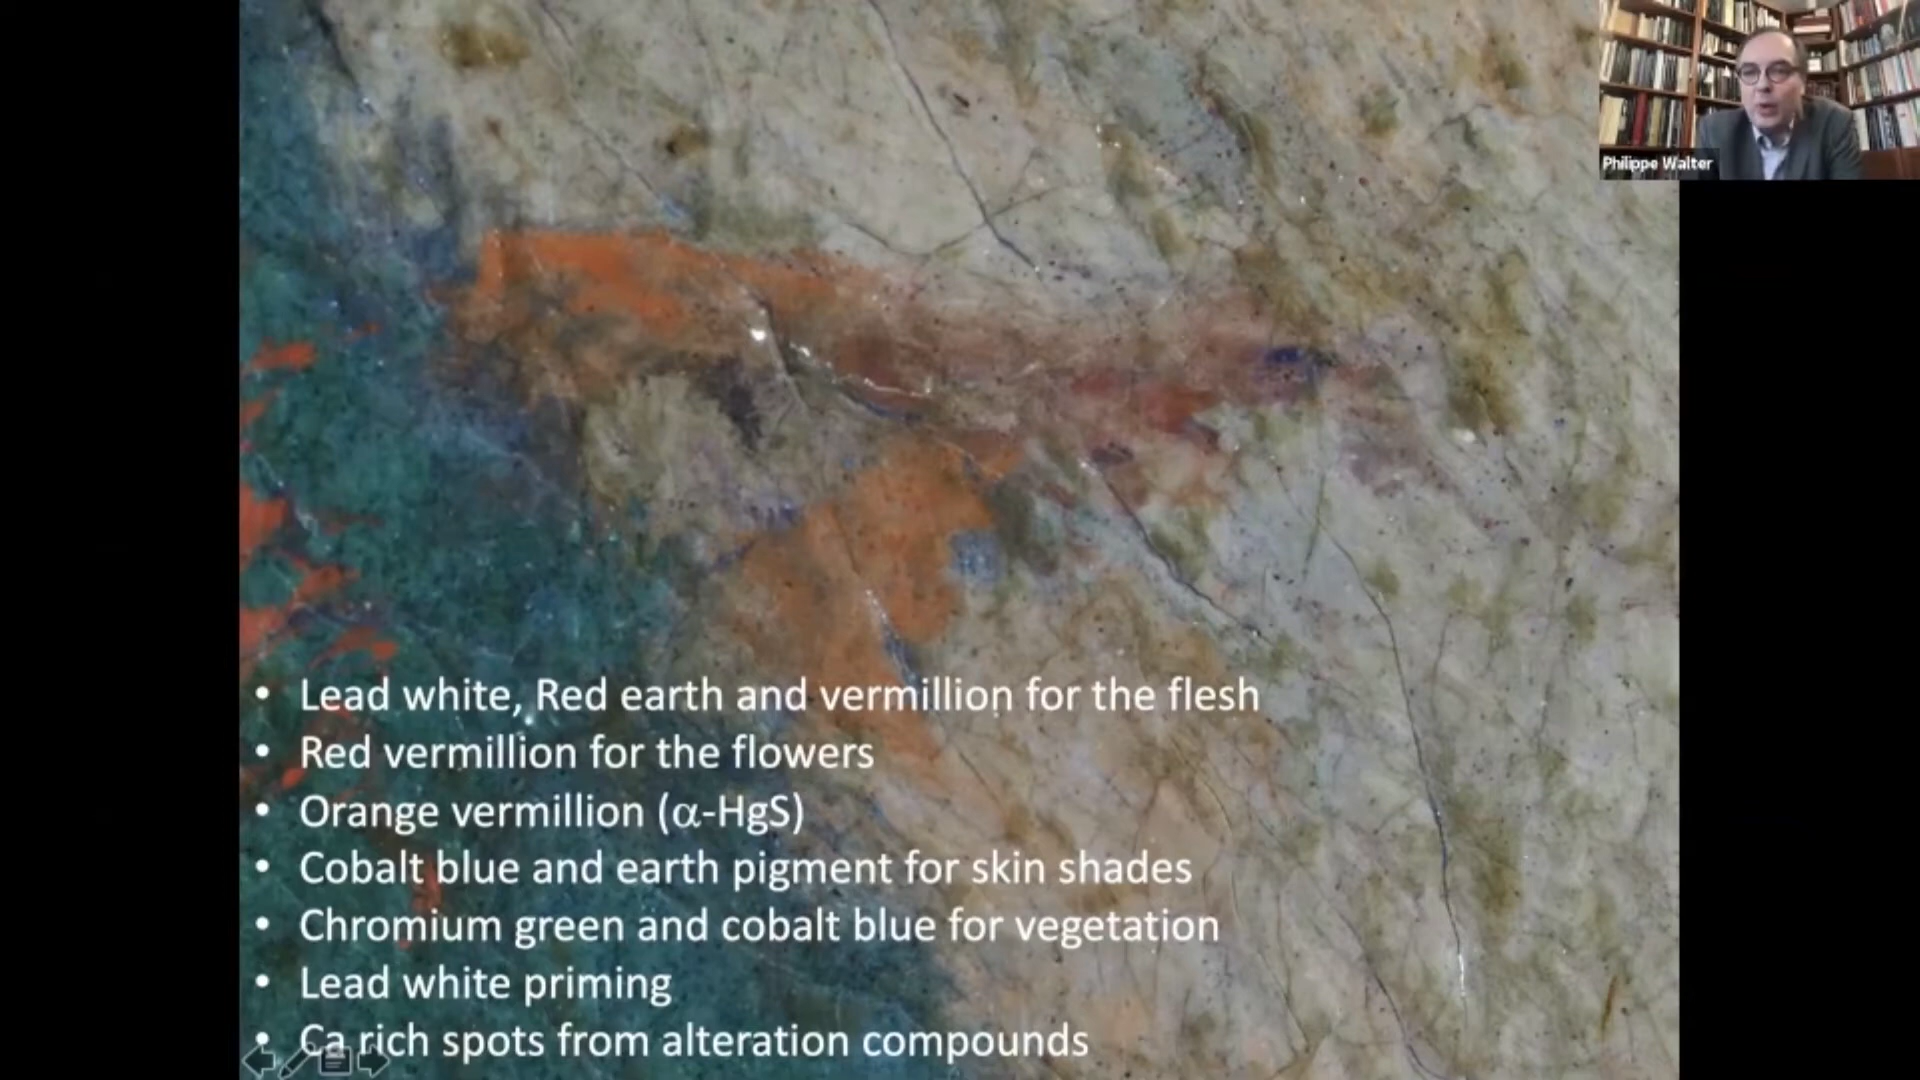 Philippe Walter
• Lead white, Red earth and vermillion for the flesh
• Red vermillion for the flowers
• Orange vermillion (α-HgS)
• Cobalt blue and earth pigment for skin shades
• Chromium green and cobalt blue for vegetation
• Lead white priming
• Ca rich spots from alteration compounds